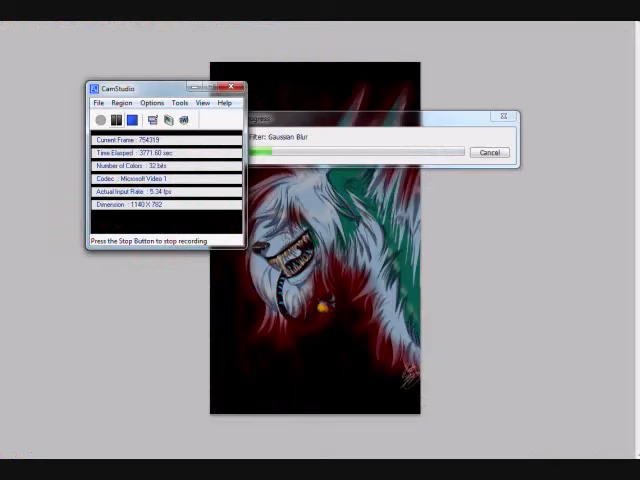 CamStudio
File Region Options Tools View Help
Current Frame : 754319
Time Elapsed : 3771.60 sec
Number of Colors : 32 bits
Codec : Microsoft Video 1
Actual Input Rate : 5.34 fps
Dimension : 1140 X 782
Press the Stop Button to stop recording
ogress
Filter: Gaussian Blur
Cancel